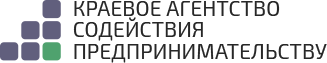 КРАЕВОЕ АГЕНТСТВО
СОДЕЙСТВИЯ
ПРЕДПРИНИМАТЕЛЬСТВУ